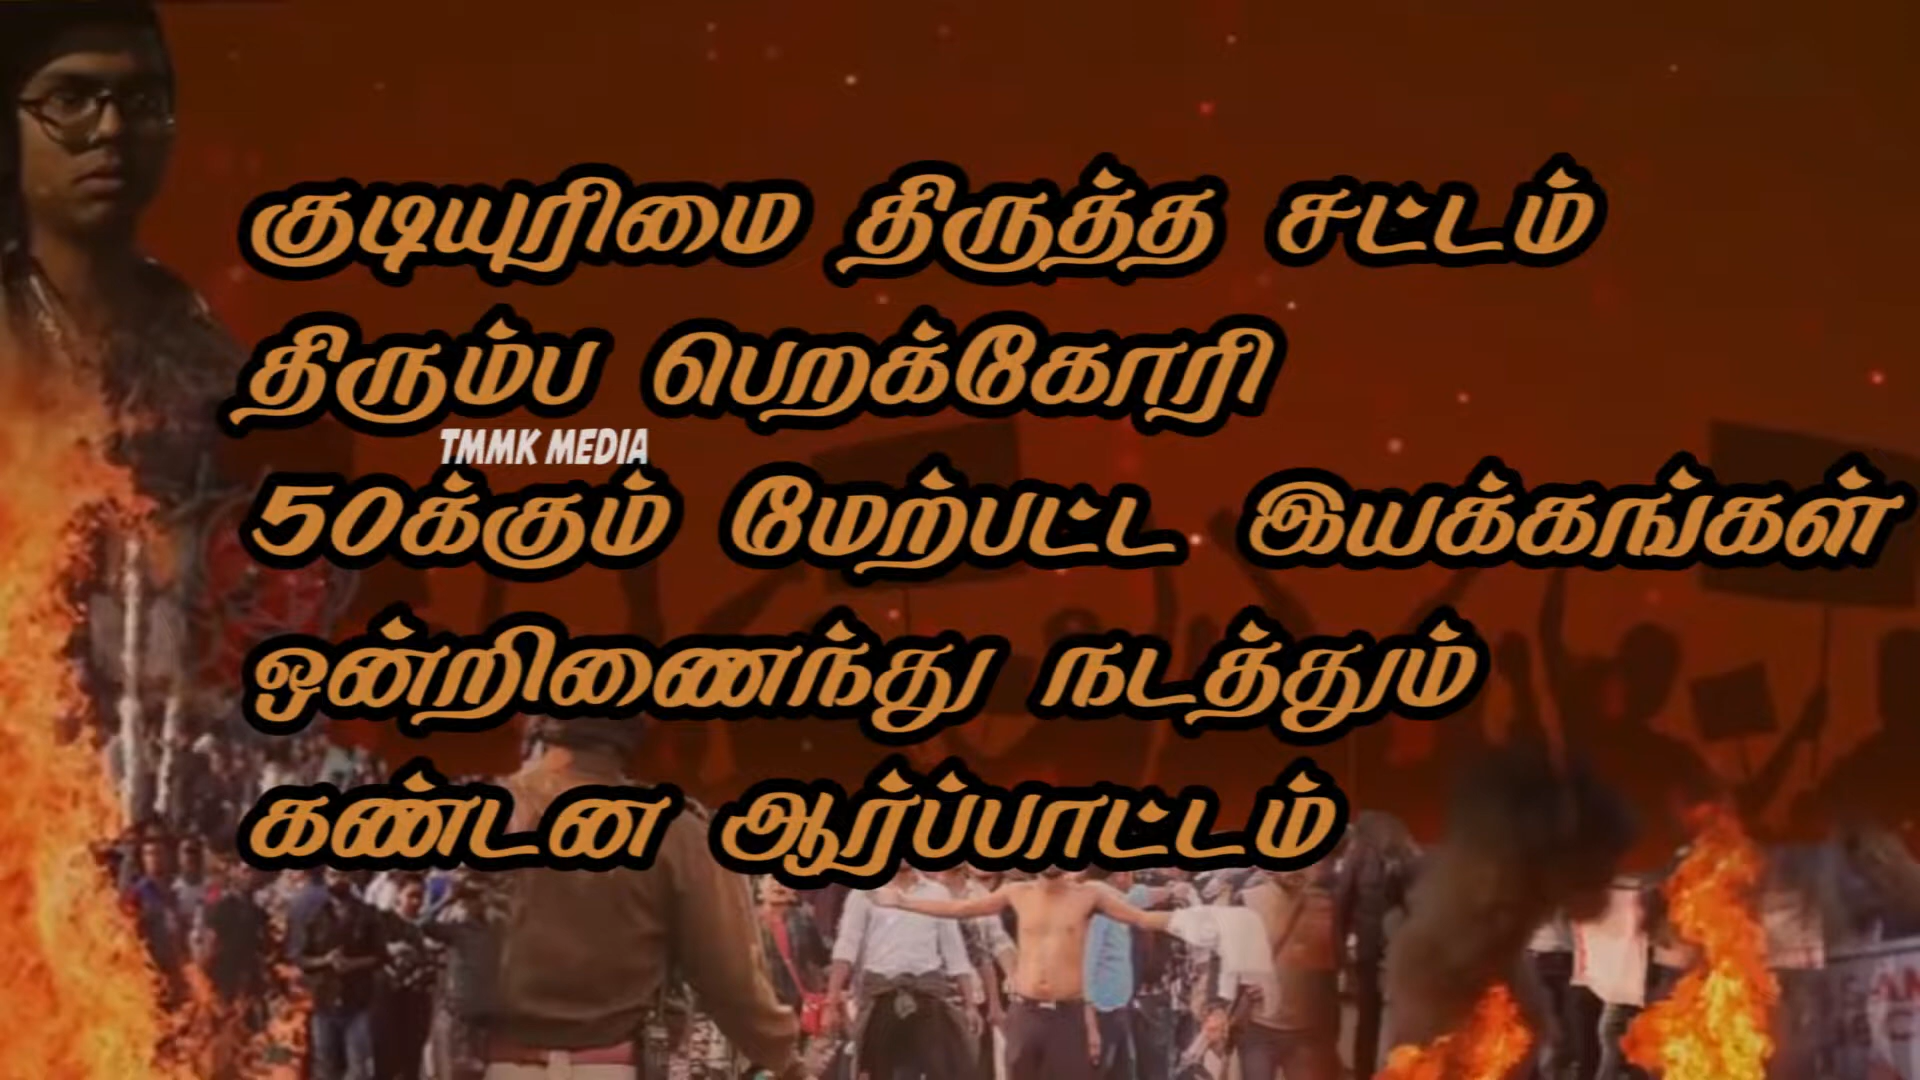 குடியுரிமை திருத்த சட்டம்
திரும்ப பெறக்கோரி
TMMK MEDIA
50க்கும் மேற்பட்ட இயக்கங்கள்
ஒன்றிணைந்து நடத்தும்
கண்டன ஆர்ப்பாட்டம்